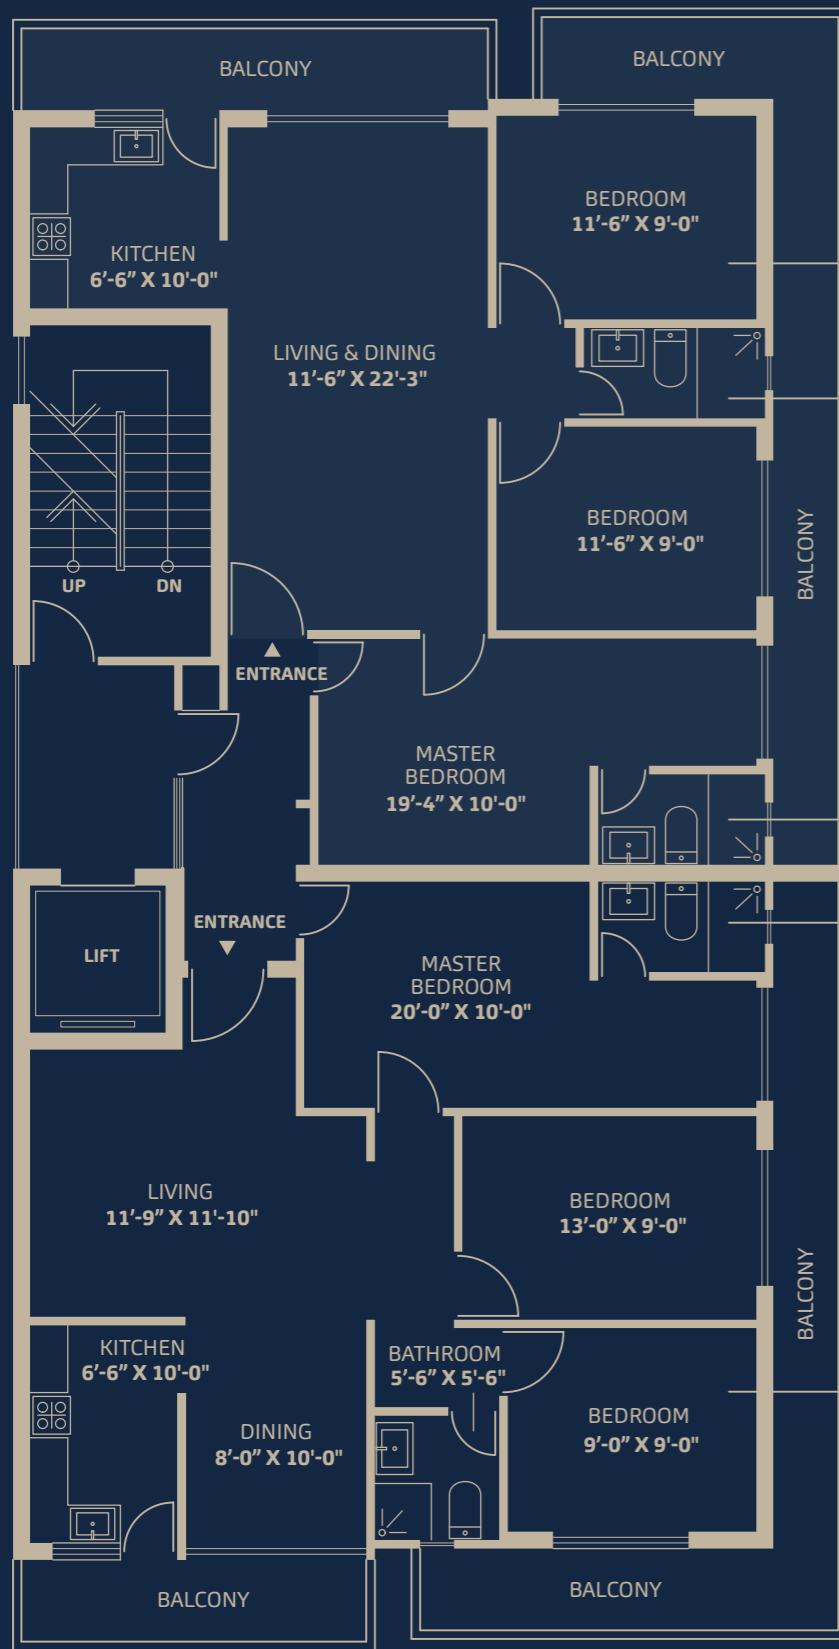 BALCONY
BALCONY
BEDROOM
11'-6” X 9'-0"
KITCHEN
6'-6” X 10'-0"
LIVING & DINING
11'-6” X 22'-3"
BEDROOM
11'-6” X 9'-0"
BALCONY
UP
DN
ENTRANCE
MASTER
BEDROOM
19'-4” X 10'-0"
ENTRANCE
LIFT
MASTER
BEDROOM
20'-0” X 10'-0"
LIVING
11'-9” X 11'-10"
BEDROOM
13'-0” X 9'-0"
BALCONY
KITCHEN
6'-6” X 10'-0"
BATHROOM
5'-6” X 5'-6"
DINING
8'-0” X 10'-0"
BEDROOM
9'-0” X 9'-0"
BALCONY
BALCONY